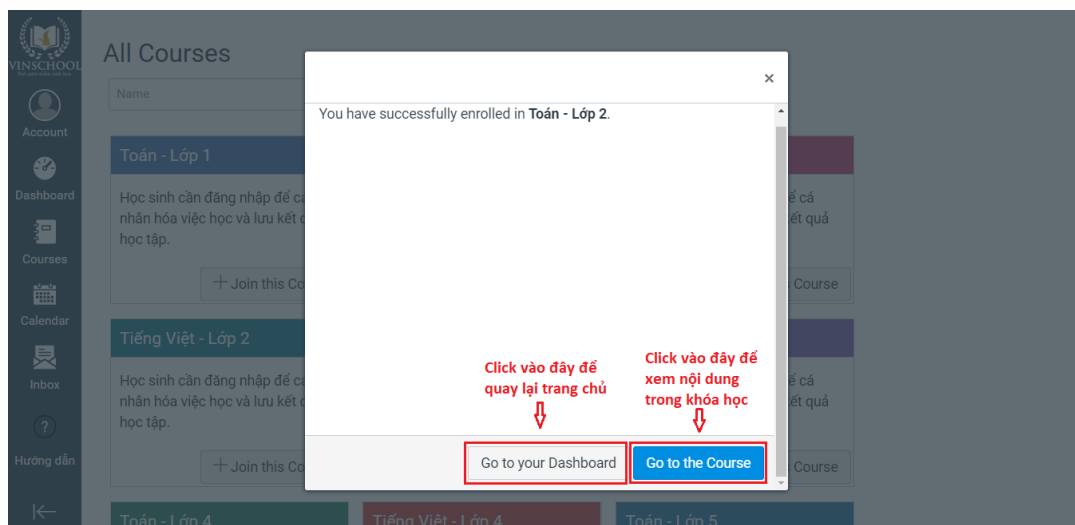 VINSCHOOL
Account
Dashboard
Courses
Calendar
Inbox
?
Hướng dẫn
All Courses
Name
Toán - Lớp 1
Học sinh cần đăng nhập để cá
nhân hóa việc học và lưu kết
học tập.
+ Join this Co
Tiếng Việt - Lớp 2
Học sinh cần đăng nhập để cá
nhân hóa việc học và lưu kết
học tập.
+ Join this Co
Toán - Lớp 4
Tiếng Việt - Lớp 4
Toán - Lớp 5
ể cá
ết quả
Course
ể cá
ết quả
Course
×
You have successfully enrolled in Toán - Lớp 2.
Click vào đây để
quay lại trang chủ
Click vào đây để
xem nội dung
trong khóa học
Go to your Dashboard
Go to the Course